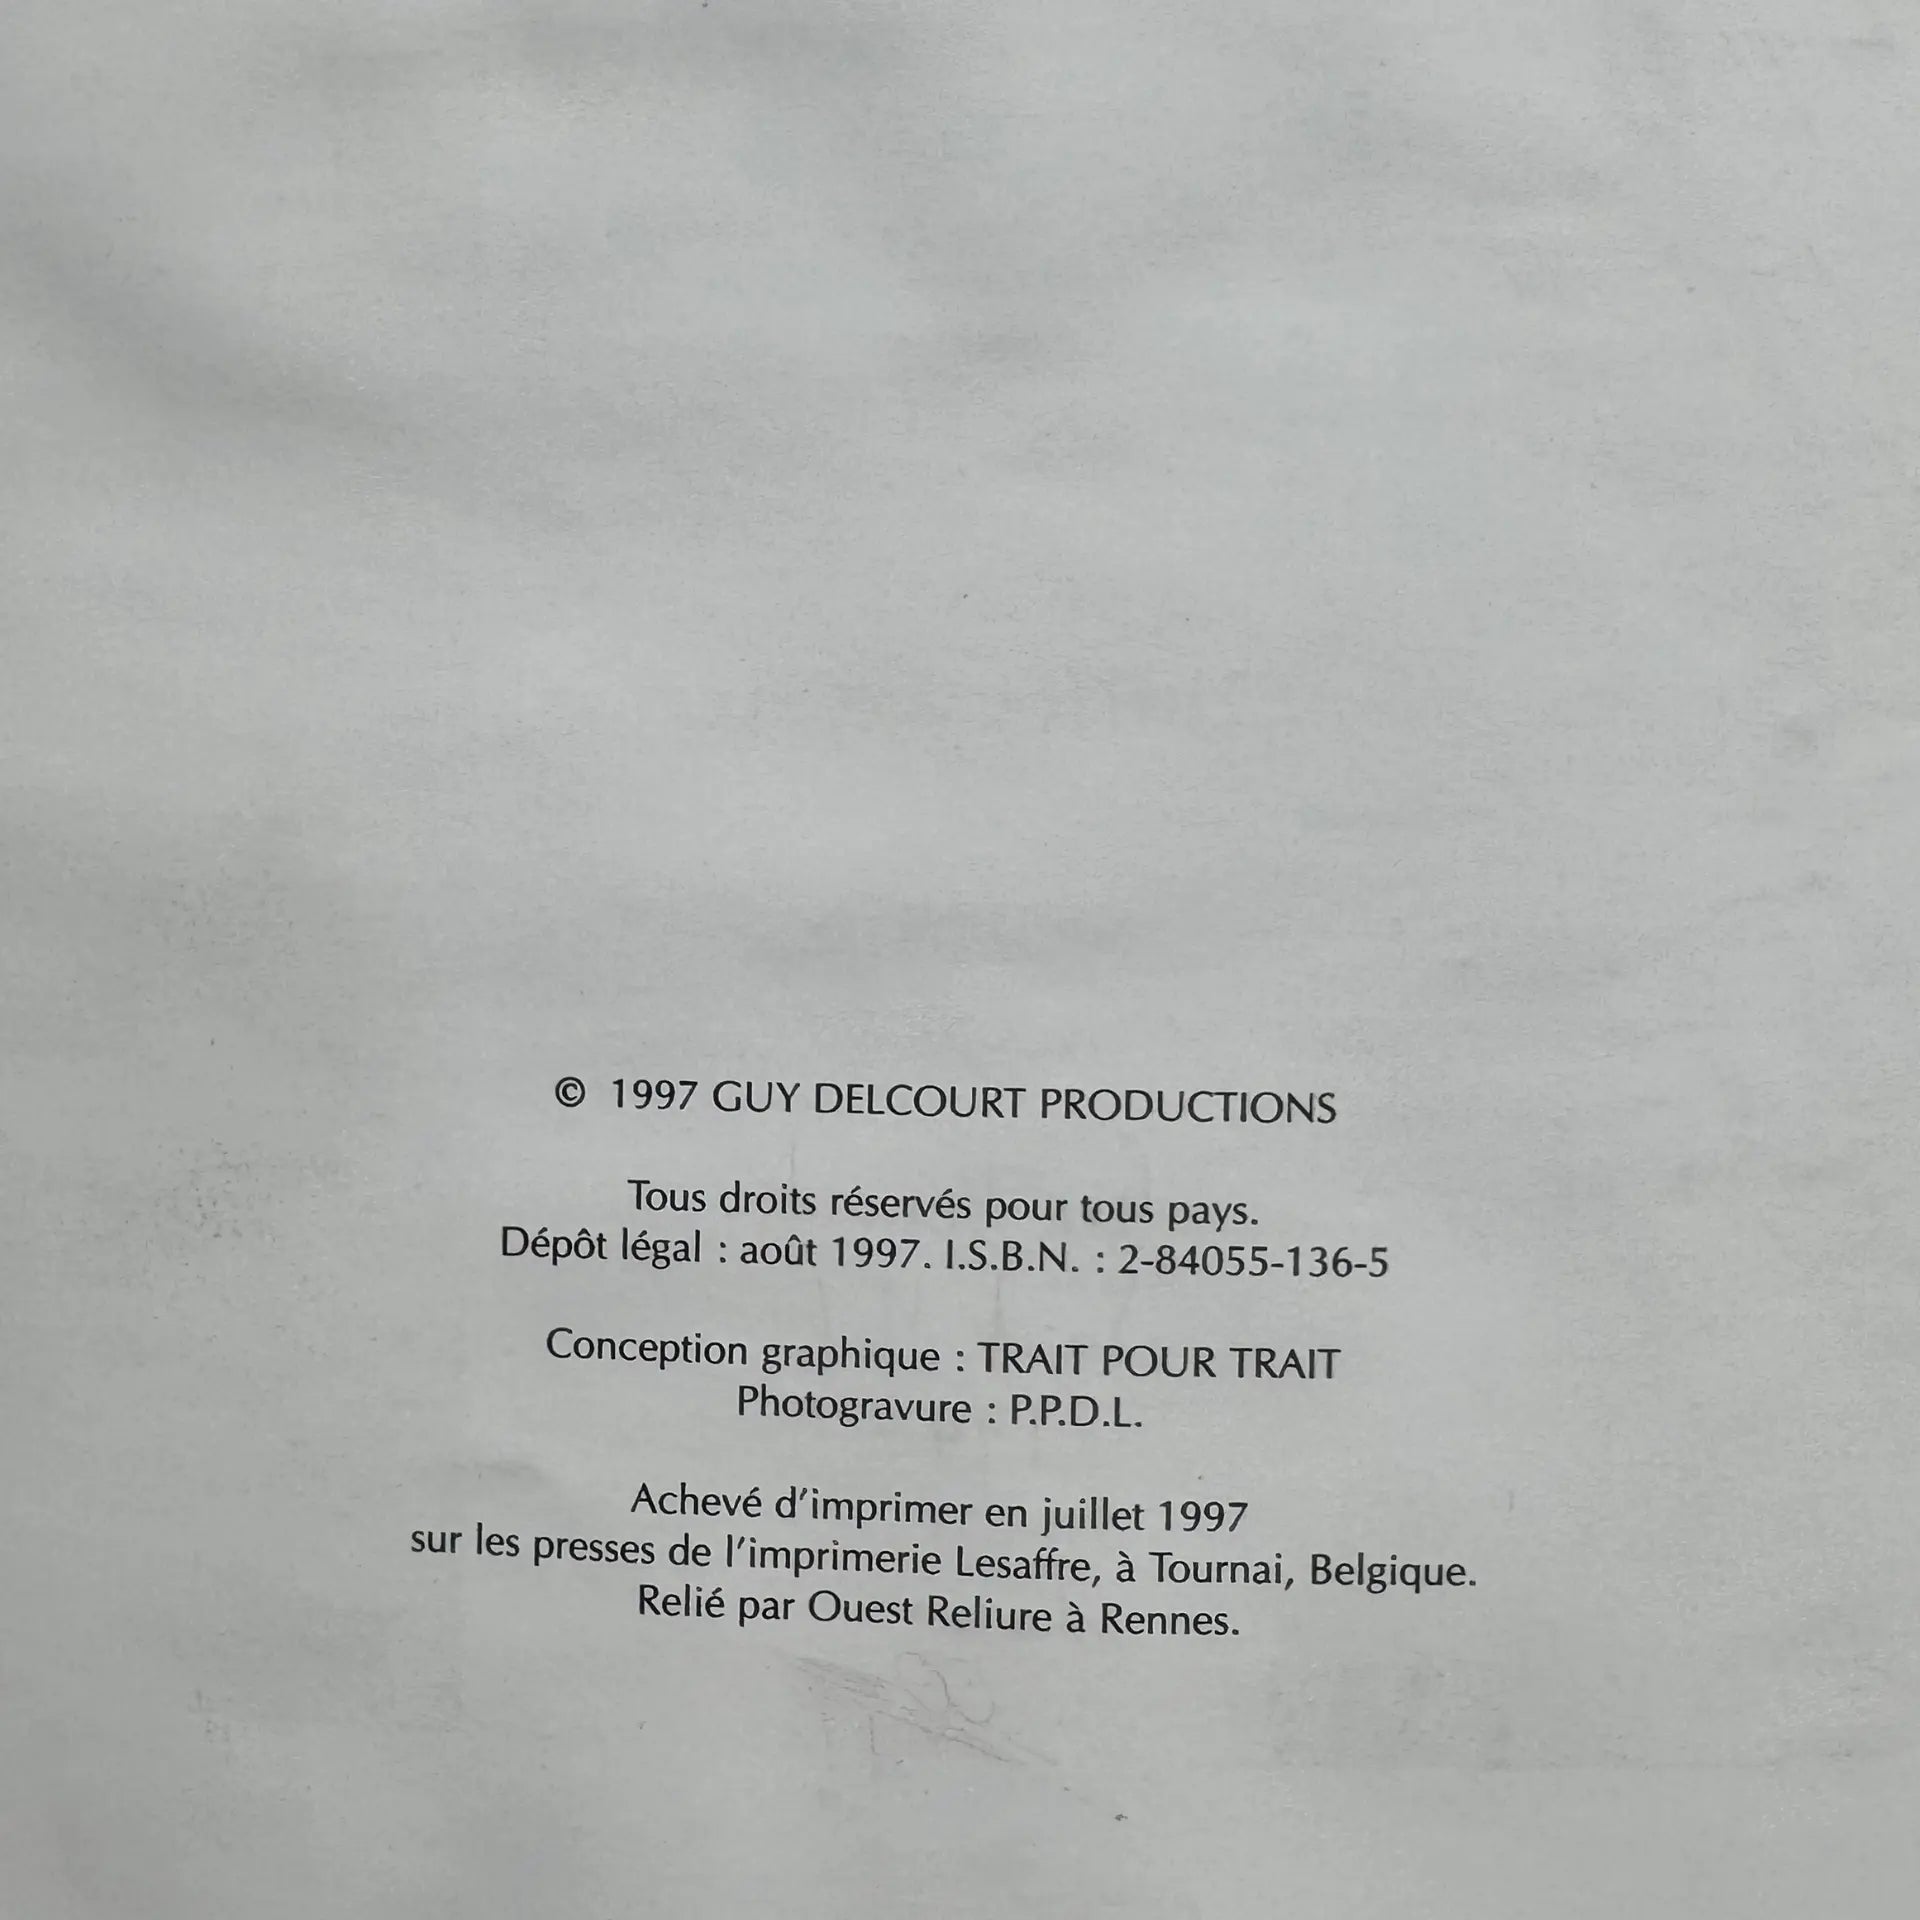 © 1997 GUY DELCOURT PRODUCTIONS
Tous droits réservés pour tous pays.
Dépôt légal : août 1997. I.S.B.N. : 2-84055-136-5
Conception graphique : TRAIT POUR TRAIT
Photogravure : P.P.D.L.
Achevé d'imprimer en juillet 1997
sur les presses de l'imprimerie Lesaffre, à Tournai, Belgique.
Relié par Ouest Reliure à Rennes.